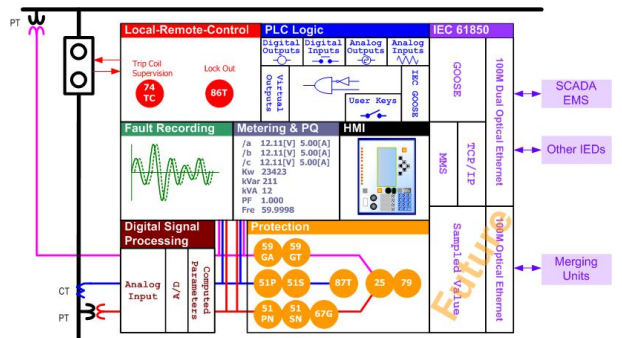 PT
Local-Remote-Control
PLC Logic
IEC 61850
Digital Outputs
Digital Inputs
Analog Outputs
Analog Inputs
Trip Coil
Supervision
74
TC
Lock Out
86T
Virtual
Outputs
User Keys
IEC GOOSE
GOOSE
100M Dual Optical Ethernet
SCADA
EMS
Fault Recording
Metering & PQ
HMI
/a 12.11[V] 5.00[A]
/b 12.11[V] 5.00[A]
/c 12.11[V] 5.00[A]
Kw 23423
kVar 211
kVA 12
PF 1.000
Fre 59.9998
MMS
TCP/IP
Other IEDs
Digital Signal
Processing
Protection
Analog
Input
A/D
Computed
Parameters
59
GA
59
GT
51P
51S
87T
25
79
51
PN
51
SN
67G
Sampled Value
100M Optical Ethernet
Future
Merging
Units
CT
PT